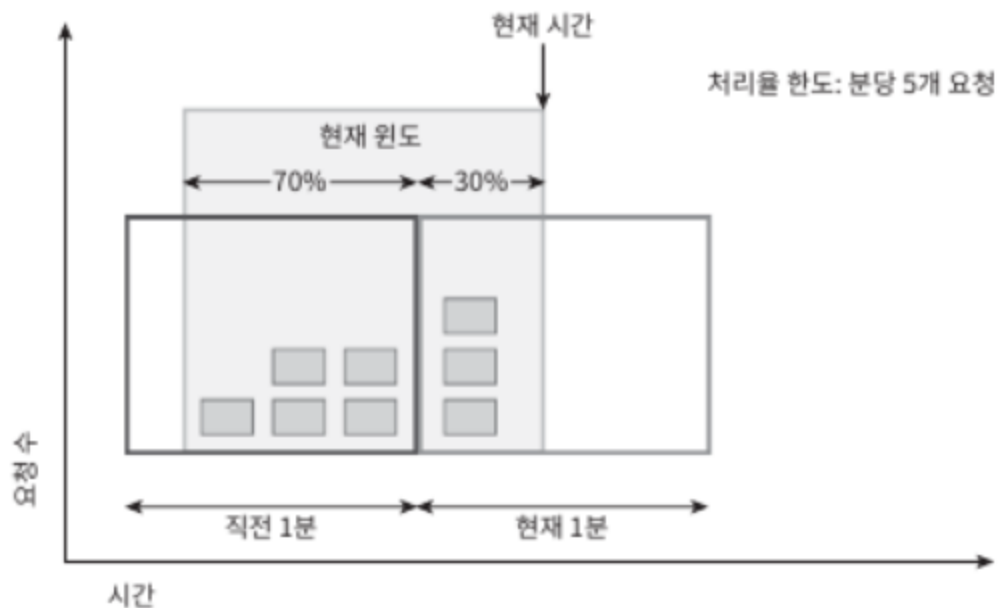 현재 시간
처리율 한도: 분당 5개 요청
현재 윈도
70%
30%
요청 수
직전 1분
현재 1분
시간